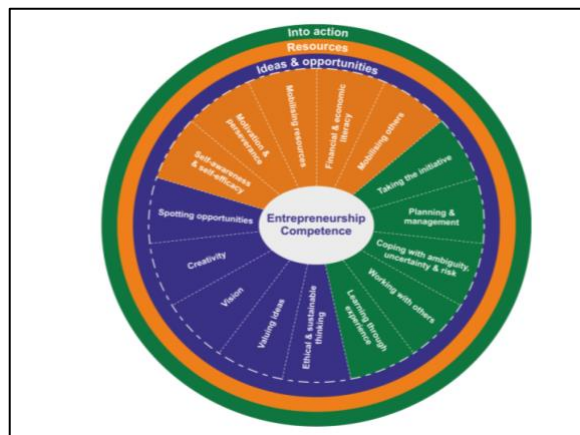 Into action
Resources
Ideas & opportunities
Self-awareness
& self-efficacy
Motivation &
perseverance
Mobilising resources
Financial & economic
literacy
Mobilising others
Taking the initiative
Planning &
management
Coping with ambiguity,
uncertainty & risk
Working with others
Learning through
experience
Ethical & sustainable
thinking
Valuing ideas
Vision
Creativity
Spotting opportunities
Entrepreneurship
Competence